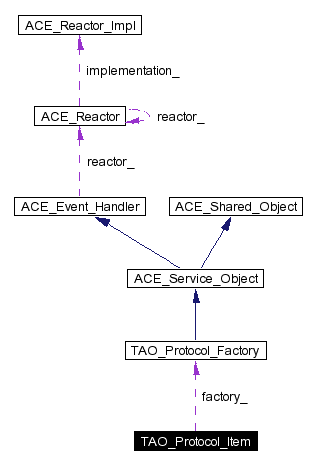 ACE_Reactor_Impl
implementation_
ACE_Reactor
reactor_
reactor_
ACE_Event_Handler
ACE_Shared_Object
ACE_Service_Object
TAO_Protocol_Factory
factory_
TAO_Protocol_Item